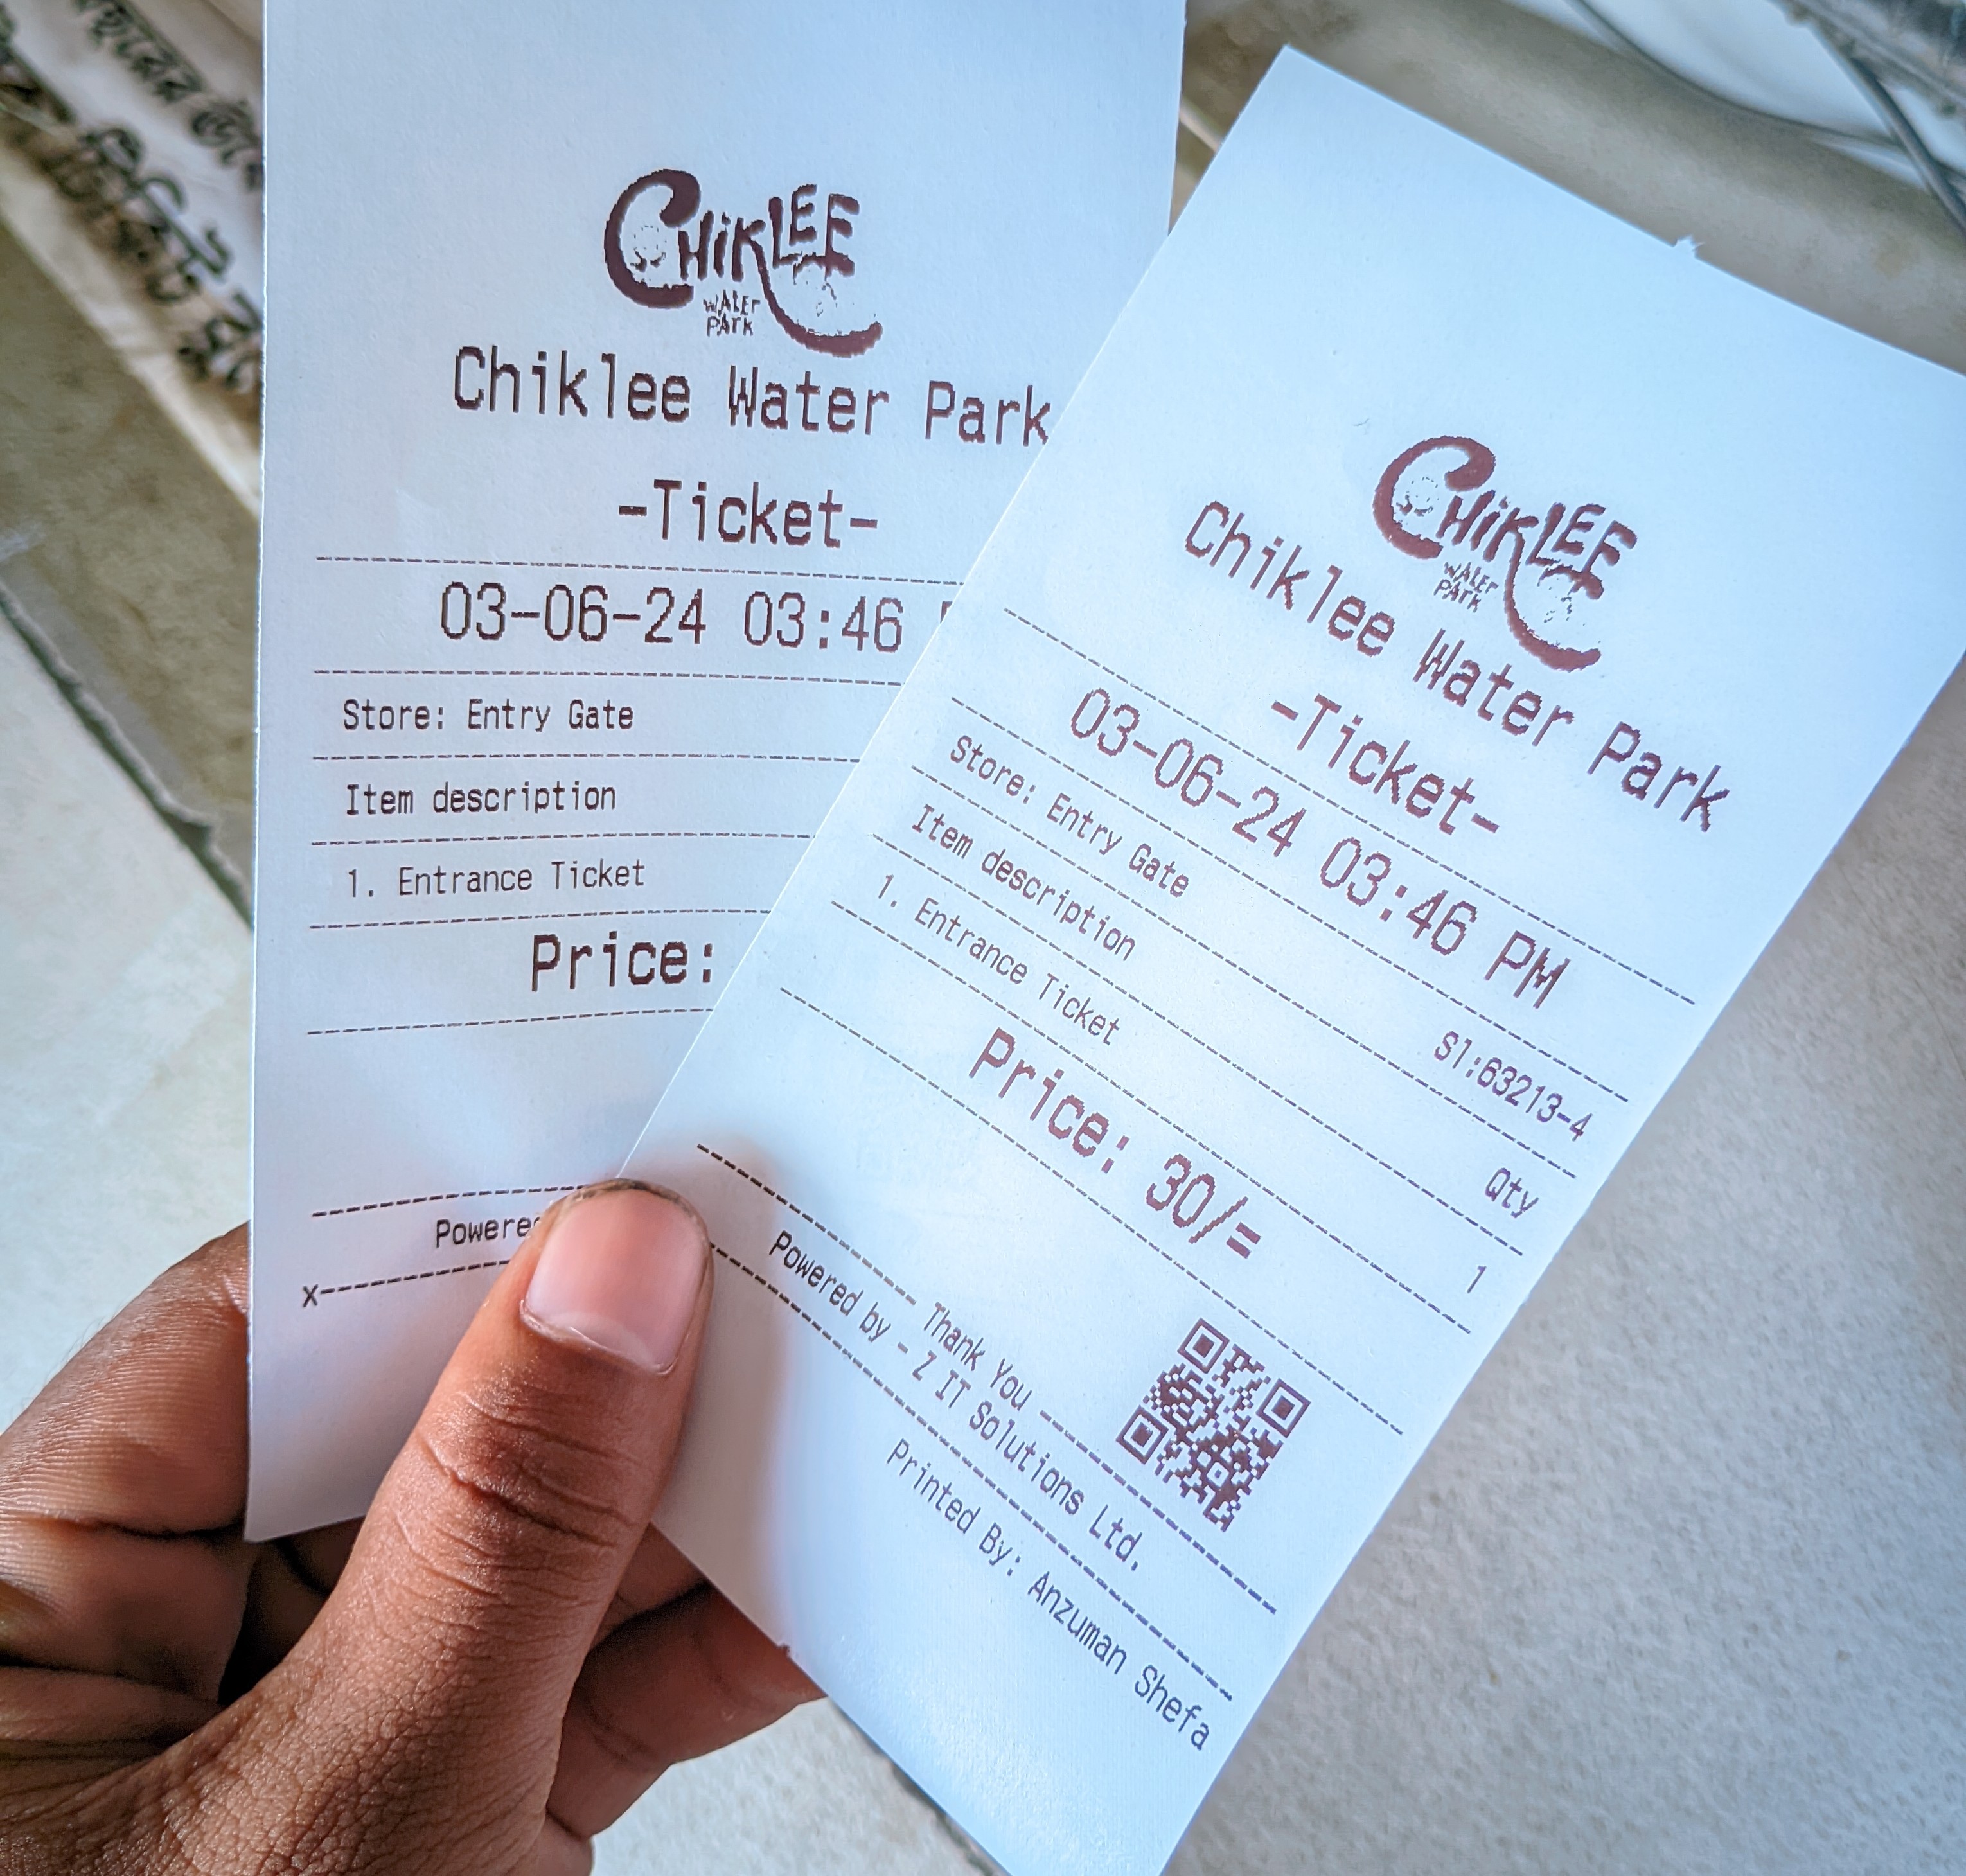 CHIKLEE
WATER
PARK
Chiklee Water Park
-Ticket-
03-06-24 03:46
Store: Entry Gate
Item description
1. Entrance Ticket
Price:
x
CHIKLEE
WATER
PARK
Chiklee Water Park
-Ticket-
03-06-24 03:46 PM
Store: Entry Gate Sl:63213-4
Item description Qty
1. Entrance Ticket 1
Price: 30/=
Thank You
Powered by - Z IT Solutions Ltd.
Printed By: Anzuman Shefa